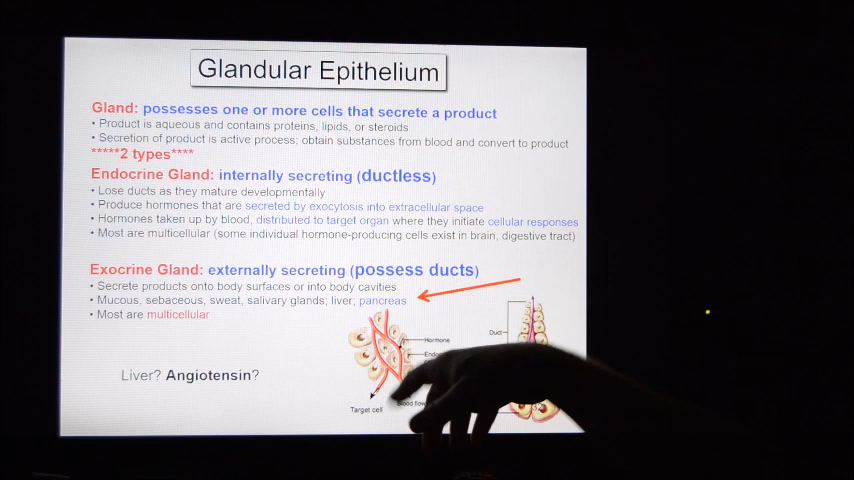 Glandular Epithelium
Gland: possesses one or more cells that secrete a product
• Product is aqueous and contains proteins, lipids, or steroids
• Secretion of product is active process; obtain substances from blood and convert to product
*****2 types****
Endocrine Gland: internally secreting (ductless)
• Lose ducts as they mature developmentally
• Produce hormones that are secreted by exocytosis into extracellular space
• Hormones taken up by blood, distributed to target organ where they initiate cellular responses
• Most are multicellular (some individual hormone-producing cells exist in brain, digestive tract)
Exocrine Gland: externally secreting (possess ducts)
• Secrete products onto body surfaces or into body cavities
• Mucous, sebaceous, sweat, salivary glands; liver; pancreas
• Most are multicellular
Duct
Hormone
Liver? Angiotensin?
Target cell
Blood flow